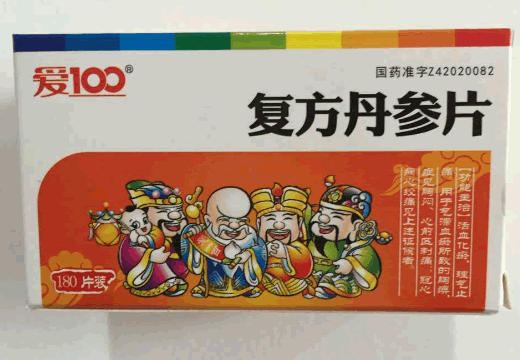 爱100®
国药准字Z42020082
复方丹参片
【功能主治】活血化瘀，理气止
痛。用于气滞血瘀所致的胸痹，
症见胸闷、心前区刺痛；冠心
病心绞痛见上述证候者。
180片装